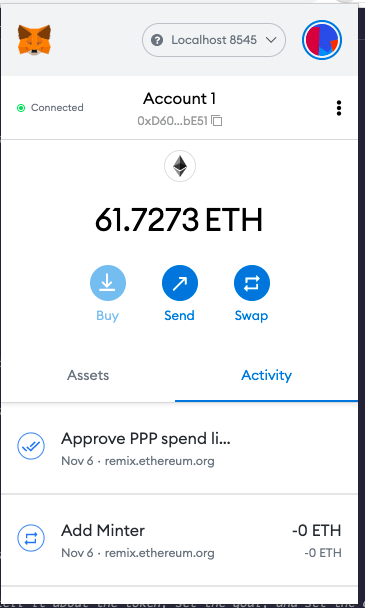 Localhost 8545
Connected
Account 1
0xD60...bE51
61.7273 ETH
Buy
Send
Swap
Assets
Activity
Approve PPP spend li...
Nov 6 · remix.ethereum.org
Add Minter
-0 ETH
Nov 6 · remix.ethereum.org
-0 ETH